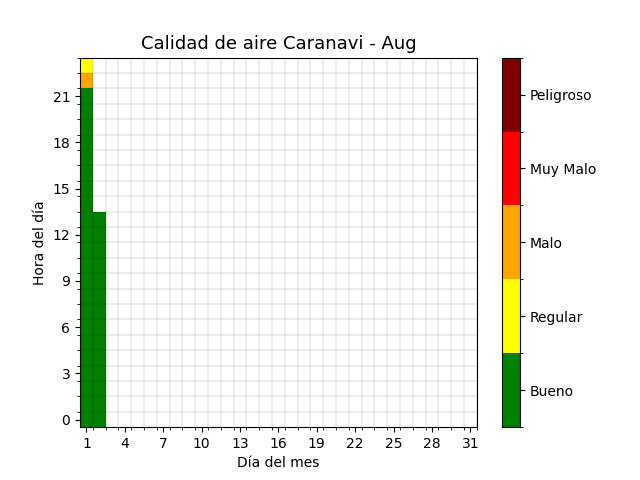 Calidad de aire Caranavi - Aug
Hora del día
21
18
15
12
9
6
3
0
1 4 7 10 13 16 19 22 25 28 31
Día del mes
Peligroso
Muy Malo
Malo
Regular
Bueno